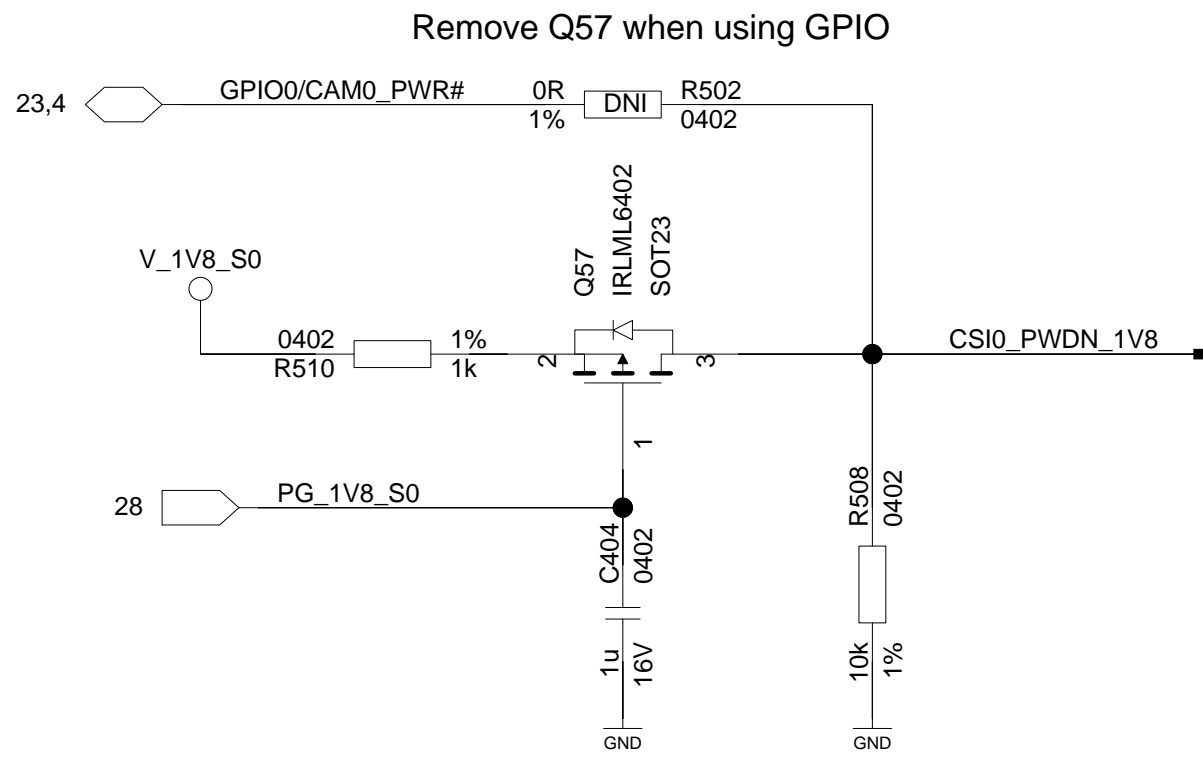 Remove Q57 when using GPIO
23,4
GPIO0/CAM0_PWR#
0R
1%
DNI
R502
0402
Q57
IRLML6402
SOT23
V_1V8_S0
0402
R510
1%
1k
2
3
1
CSI0_PWDN_1V8
28
PG_1V8_S0
C404
0402
1u
16V
GND
R508
0402
10k
1%
GND